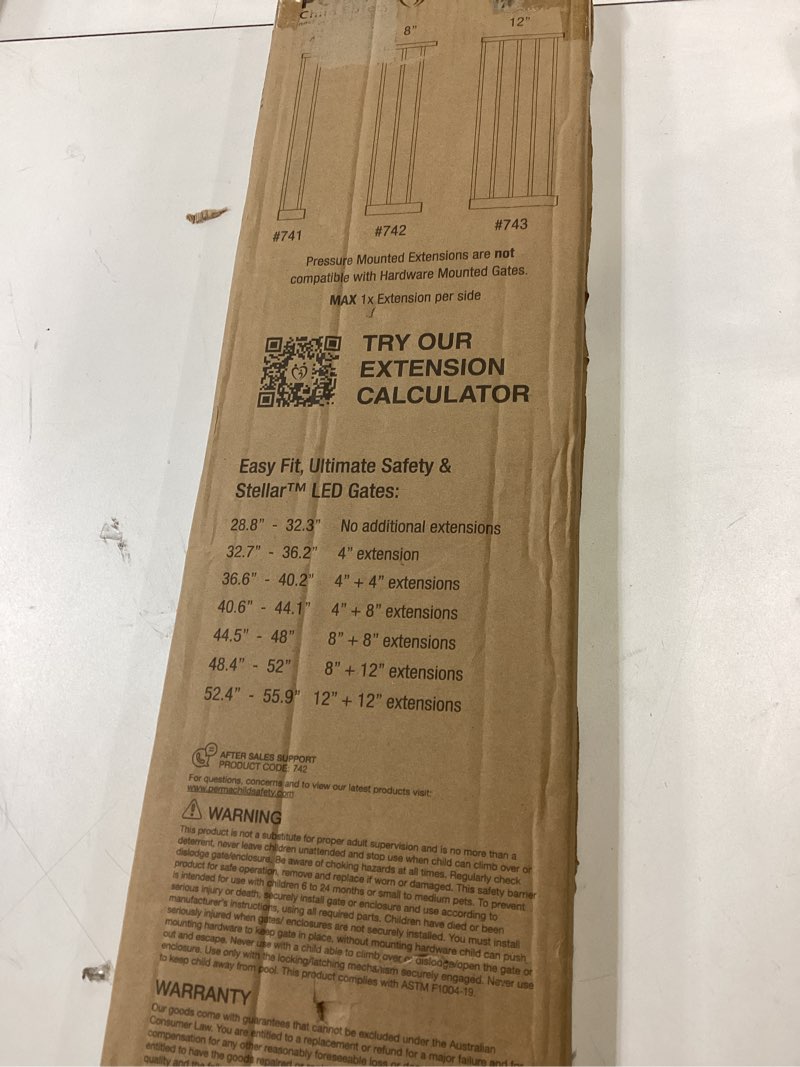 8"
12"
#741
#742
#743
Pressure Mounted Extensions are not
compatible with Hardware Mounted Gates.
MAX 1x Extension per side
TRY OUR
EXTENSION
CALCULATOR
Easy Fit, Ultimate Safety &
Stellar™ LED Gates:
28.8" - 32.3" No additional extensions
32.7" - 36.2" 4" extension
36.6" - 40.2" 4" + 4" extensions
40.6" - 44.1" 4" + 8" extensions
44.5" - 48" 8" + 8" extensions
48.4" - 52" 8" + 12" extensions
52.4" - 55.9" 12" + 12" extensions
AFTER SALES SUPPORT
PRODUCT CODE: 742
For questions, concerns and to view our latest products visit:
www.permachildsafety.com
WARNING
This product is not a substitute for proper adult supervision and is no more than a
deterrent, never leave children unattended and stop use when child can climb over or
dislodge gate/enclosure. Be aware of choking hazards at all times. Regularly check
product for safe operation, remove and replace if worn or damaged. This safety barrier
is intended for use with children 6 to 24 months or small to medium pets. To prevent
serious injury or death, securely install gate or enclosure and use according to
manufacturer's instructions, using all required parts. Children have died or been
seriously injured when gates/ enclosures are not securely installed. You must install
mounting hardware to keep gate in place, without mounting hardware child can push
out and escape. Never use with a child able to climb over or dislodge/open the gate or
enclosure. Use only with the locking/latching mechanism securely engaged. Never use
to keep child away from pool. This product complies with ASTM F1004-19.
WARRANTY
Our goods come with guarantees that cannot be excluded under the Australian
Consumer Law. You are entitled to a replacement or refund for a major failure and for
compensation for any other reasonably foreseeable loss or
entitled to have the goods repaired or
quality and the